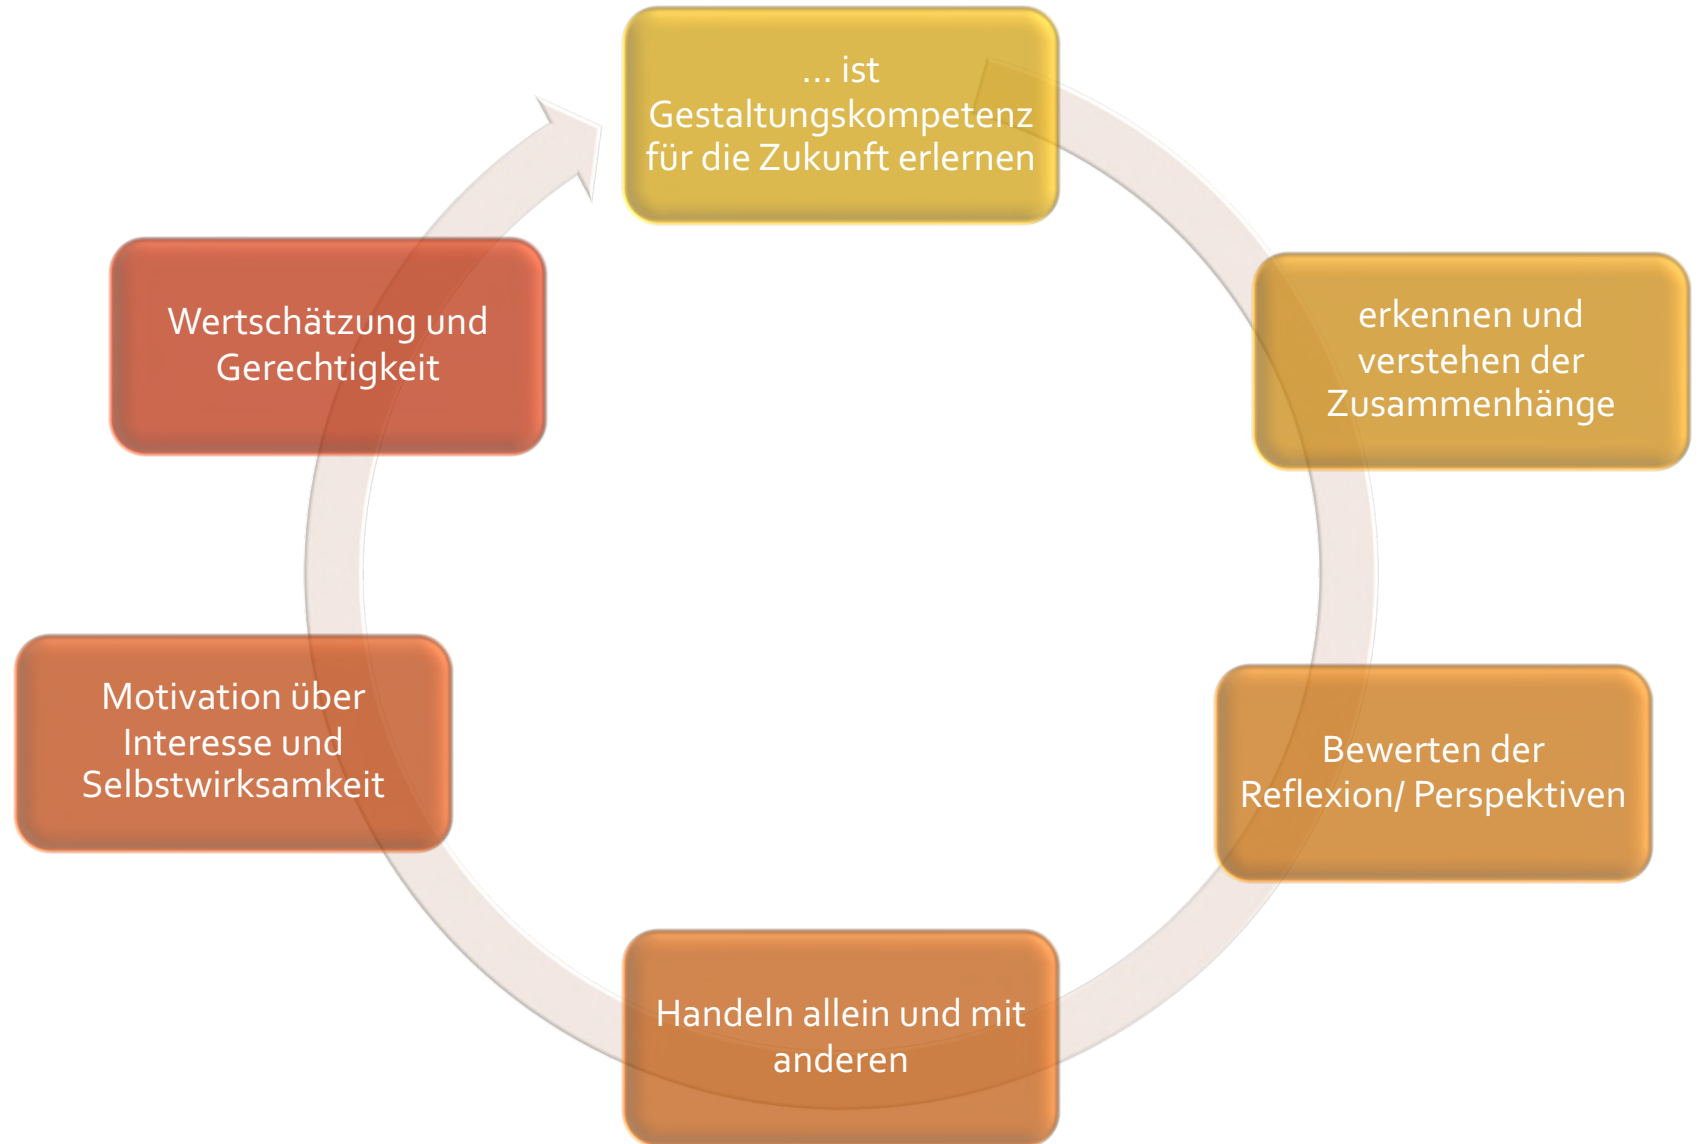 ... ist
Gestaltungskompetenz
für die Zukunft erlernen
erkennen und
verstehen der
Zusammenhänge
Bewerten der
Reflexion/ Perspektiven
Handeln allein und mit
anderen
Motivation über
Interesse und
Selbstwirksamkeit
Wertschätzung und
Gerechtigkeit